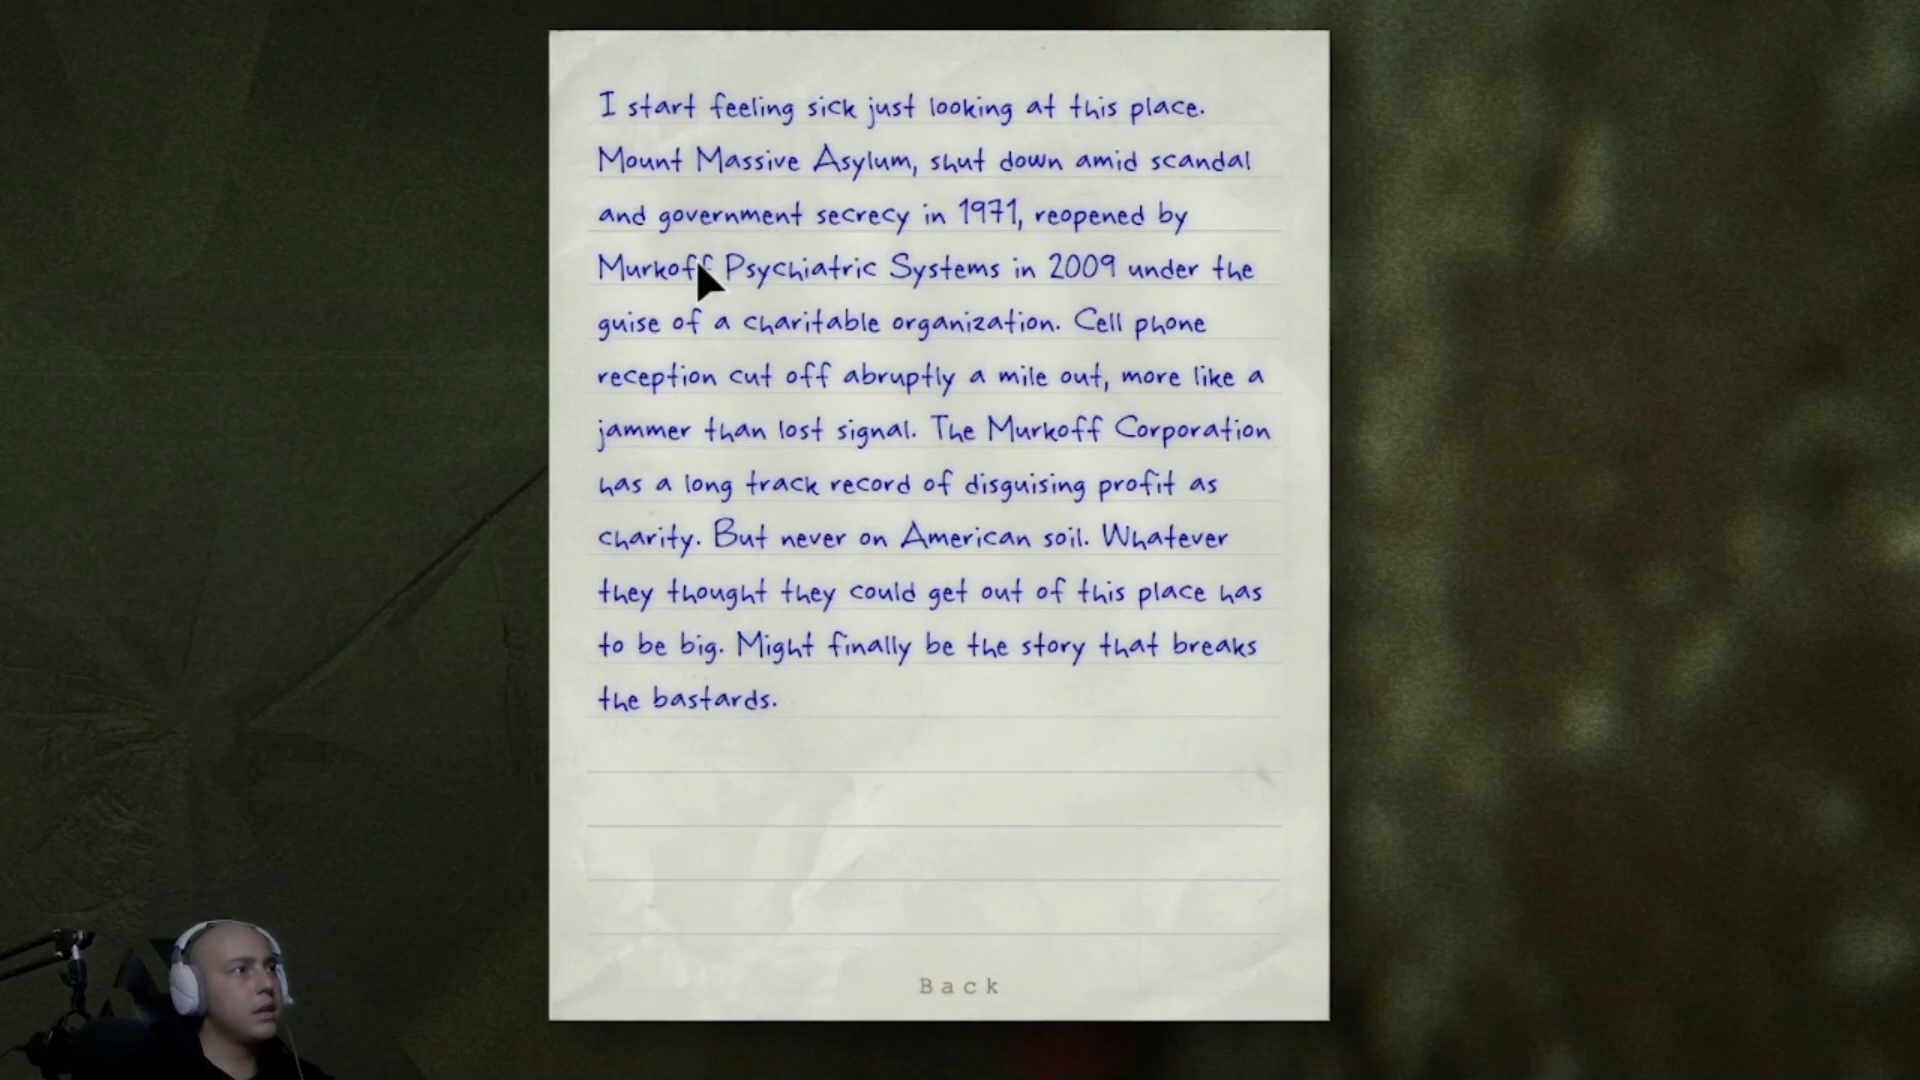 I start feeling sick just looking at this place.
Mount Massive Asylum, shut down amid scandal
and government secrecy in 1971, reopened by
Murkoff Psychiatric Systems in 2009 under the
guise of a charitable organization. Cell phone
reception cut off abruptly a mile out, more like a
jammer than lost signal. The Murkoff Corporation
has a long track record of disguising profit as
charity. But never on American soil. Whatever
they thought they could get out of this place has
to be big. Might finally be the story that breaks
the bastards.
Back